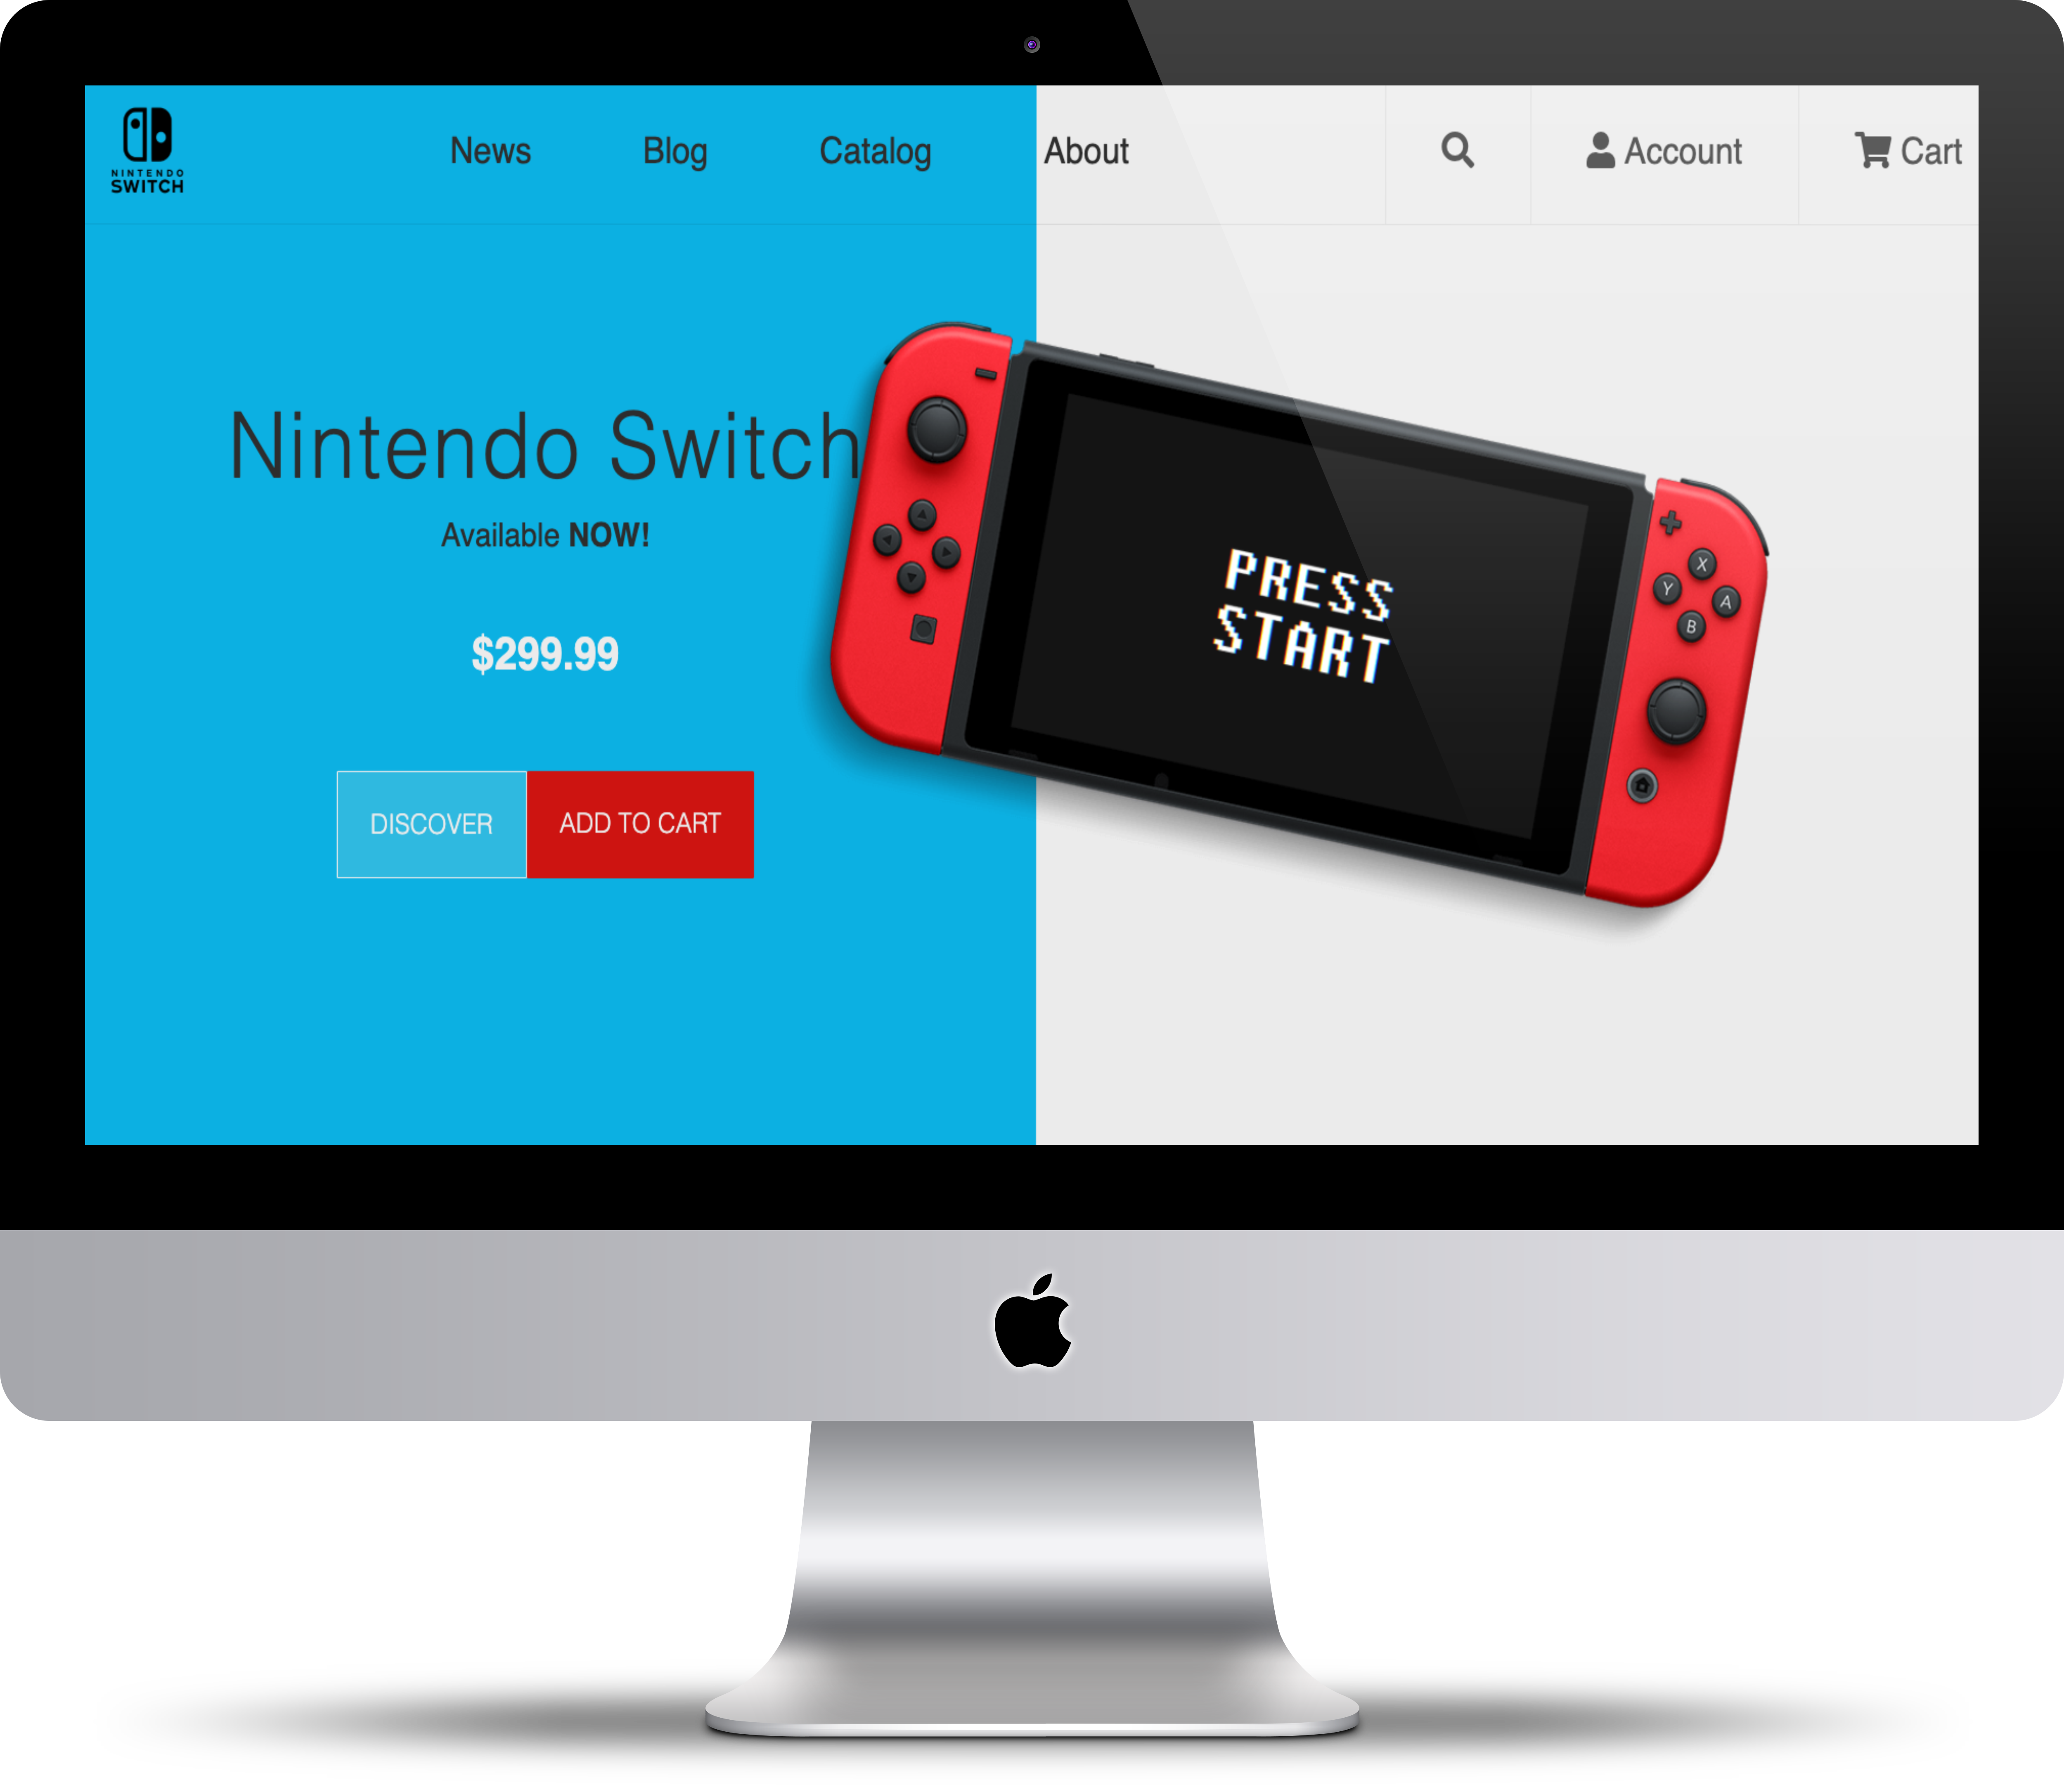 NINTENDO
SWITCH
News Blog Catalog About Account Cart
Nintendo Switch
Available NOW!
$299.99
DISCOVER ADD TO CART
PRESS
START
X
Y
A
B